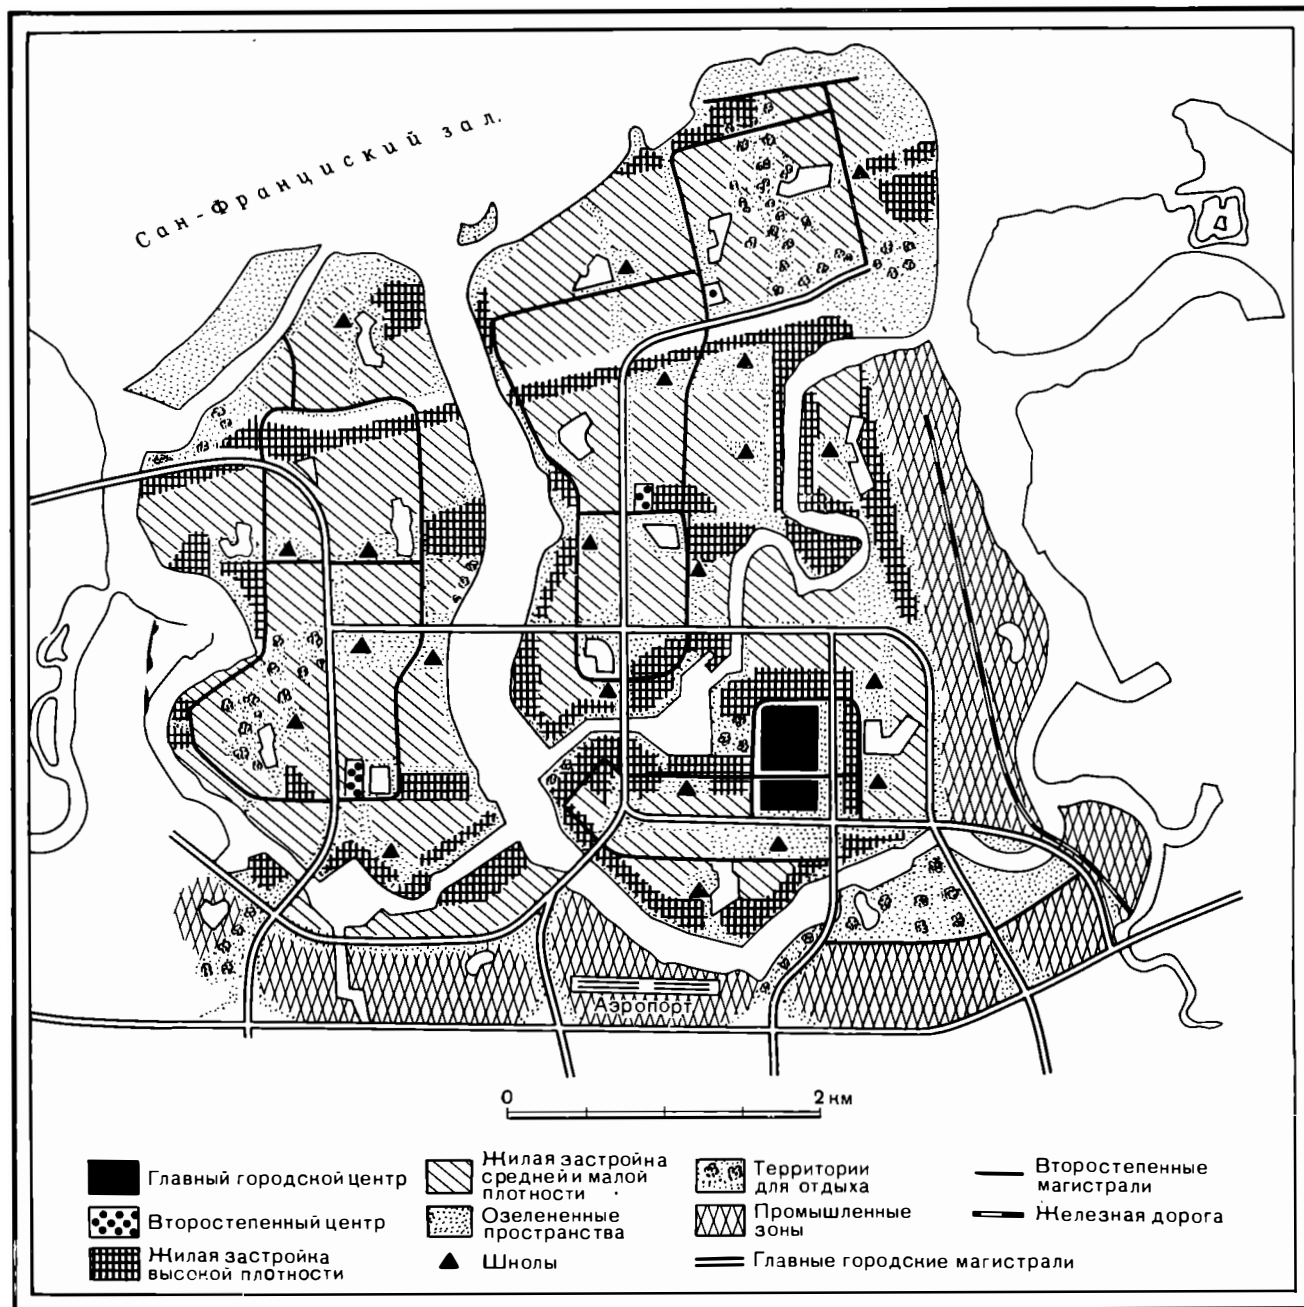 Сан-Франциский зал.
Аэропорт
0 2 км
Главный городской центр
Второстепенный центр
Жилая застройка
высокой плотности
Жилая застройка
средней и малой
плотности
Озелененные
пространства
Школы
Территории
для отдыха
Промышленные
зоны
Главные городские магистрали
Второстепенные
магистрали
Железная дорога